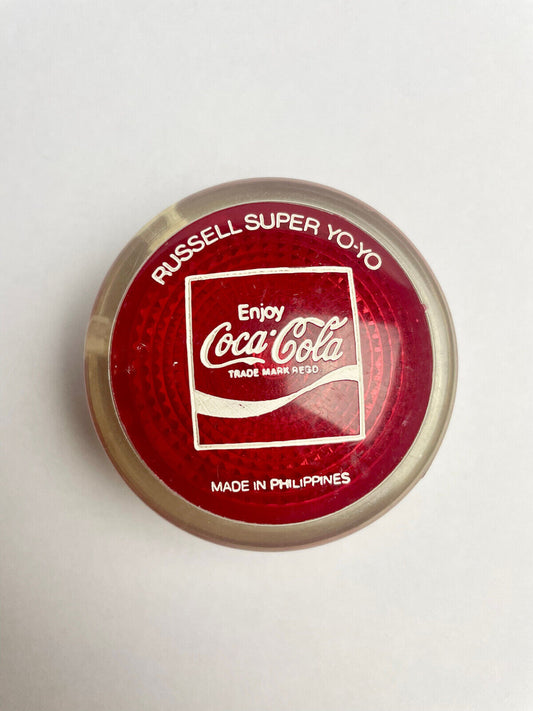 RUSSELL SUPER YO-YO
Enjoy
Coca-Cola
TRADE MARK REGD
MADE IN PHILIPPINES